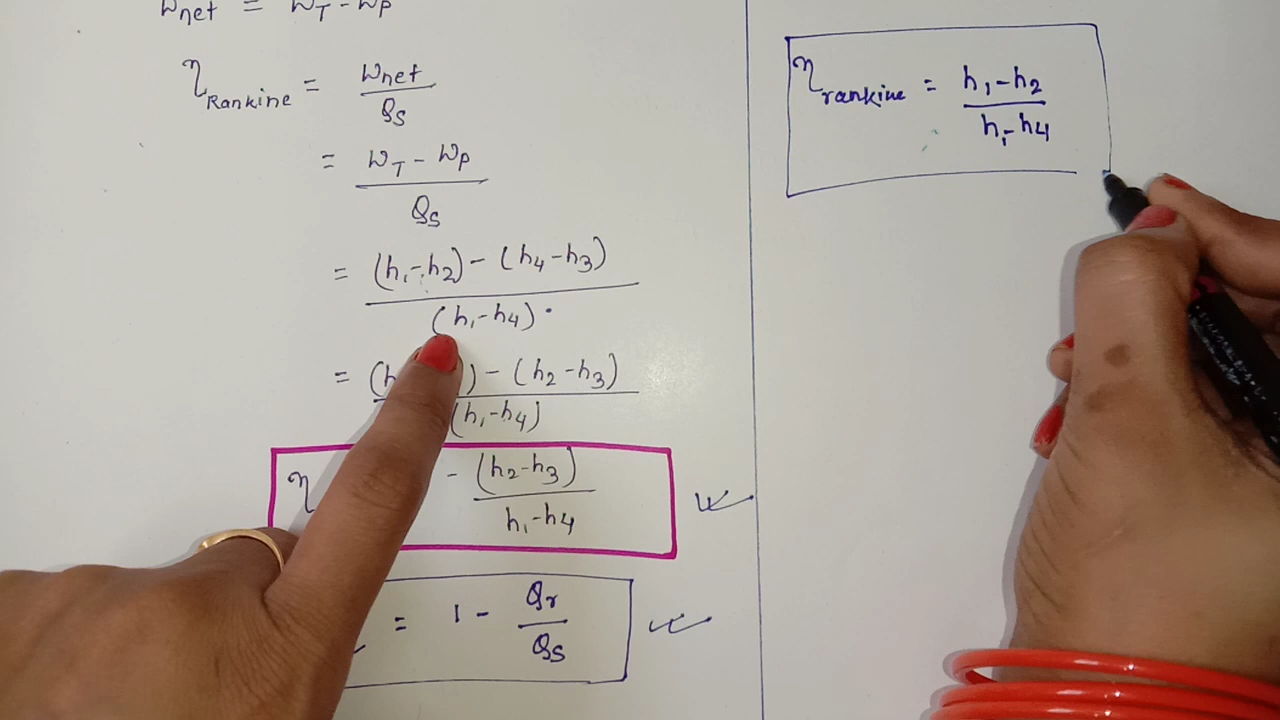 Wnet = WT - WP
ηRankine = Wnet / QS
= WT - WP / QS
= (h1 - h2) - (h4 - h3) / (h1 - h4)
= (h ) - (h2 - h3) / (h1 - h4)
η - (h2 - h3) / h1 - h4
= 1 - Qr / QS
ηrankine = h1 - h2 / h1 - h4